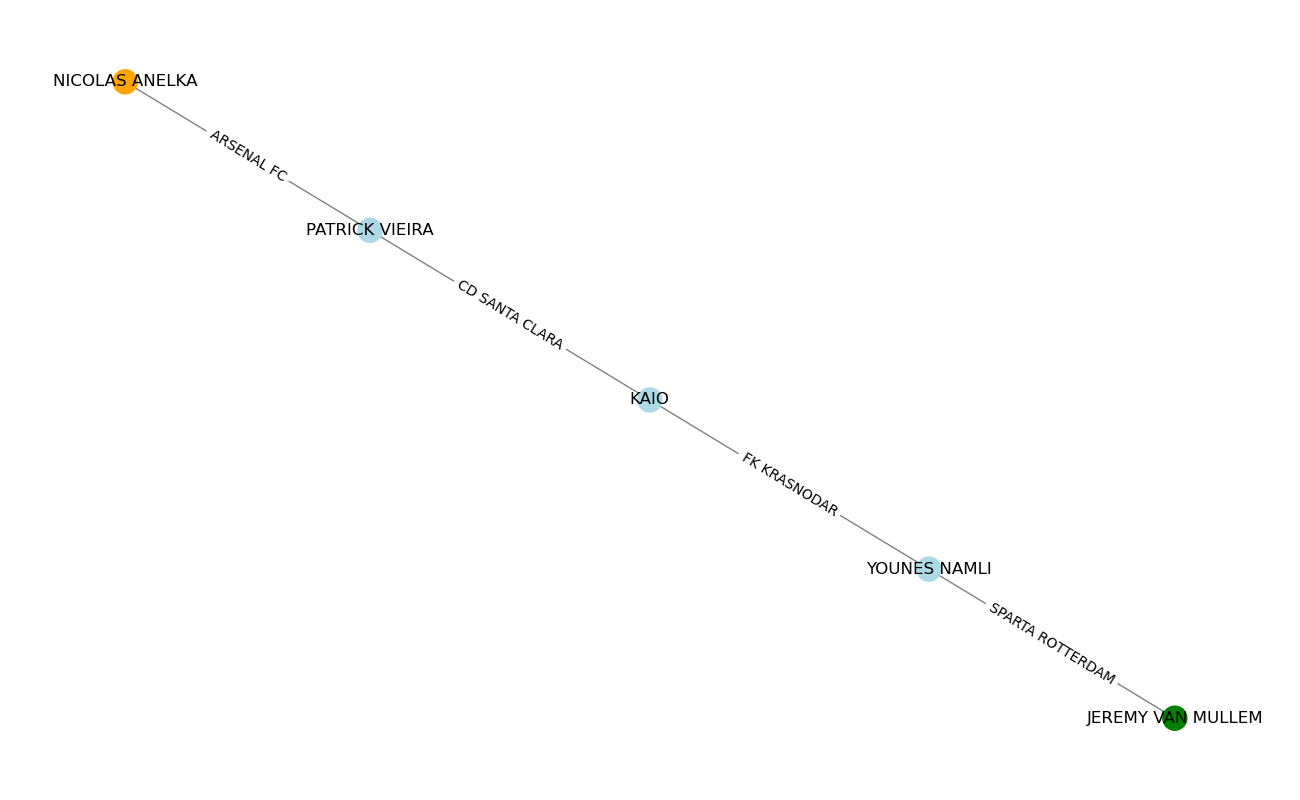 NICOLAS ANELKA
ARSENAL FC
PATRICK VIEIRA
CD SANTA CLARA
KAIO
FK KRASNODAR
YOUNES NAMLI
SPARTA ROTTERDAM
JEREMY VAN MULLEM